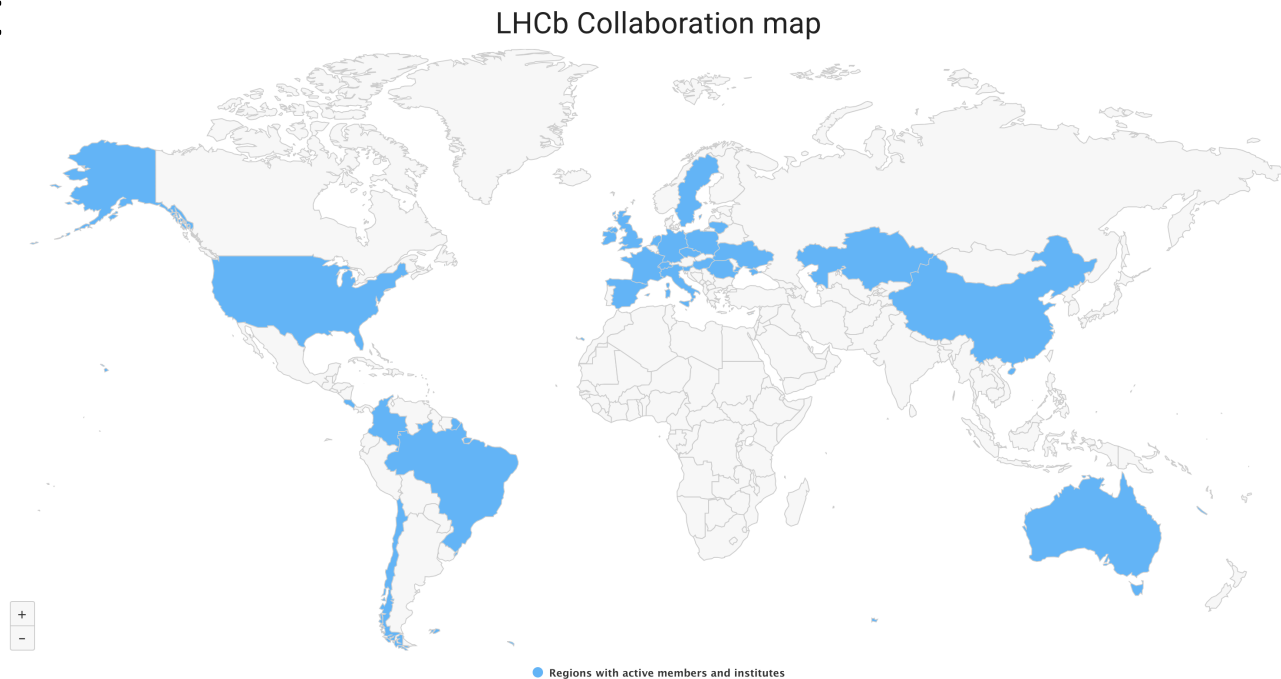 LHCb Collaboration map
+
−
Regions with active members and institutes